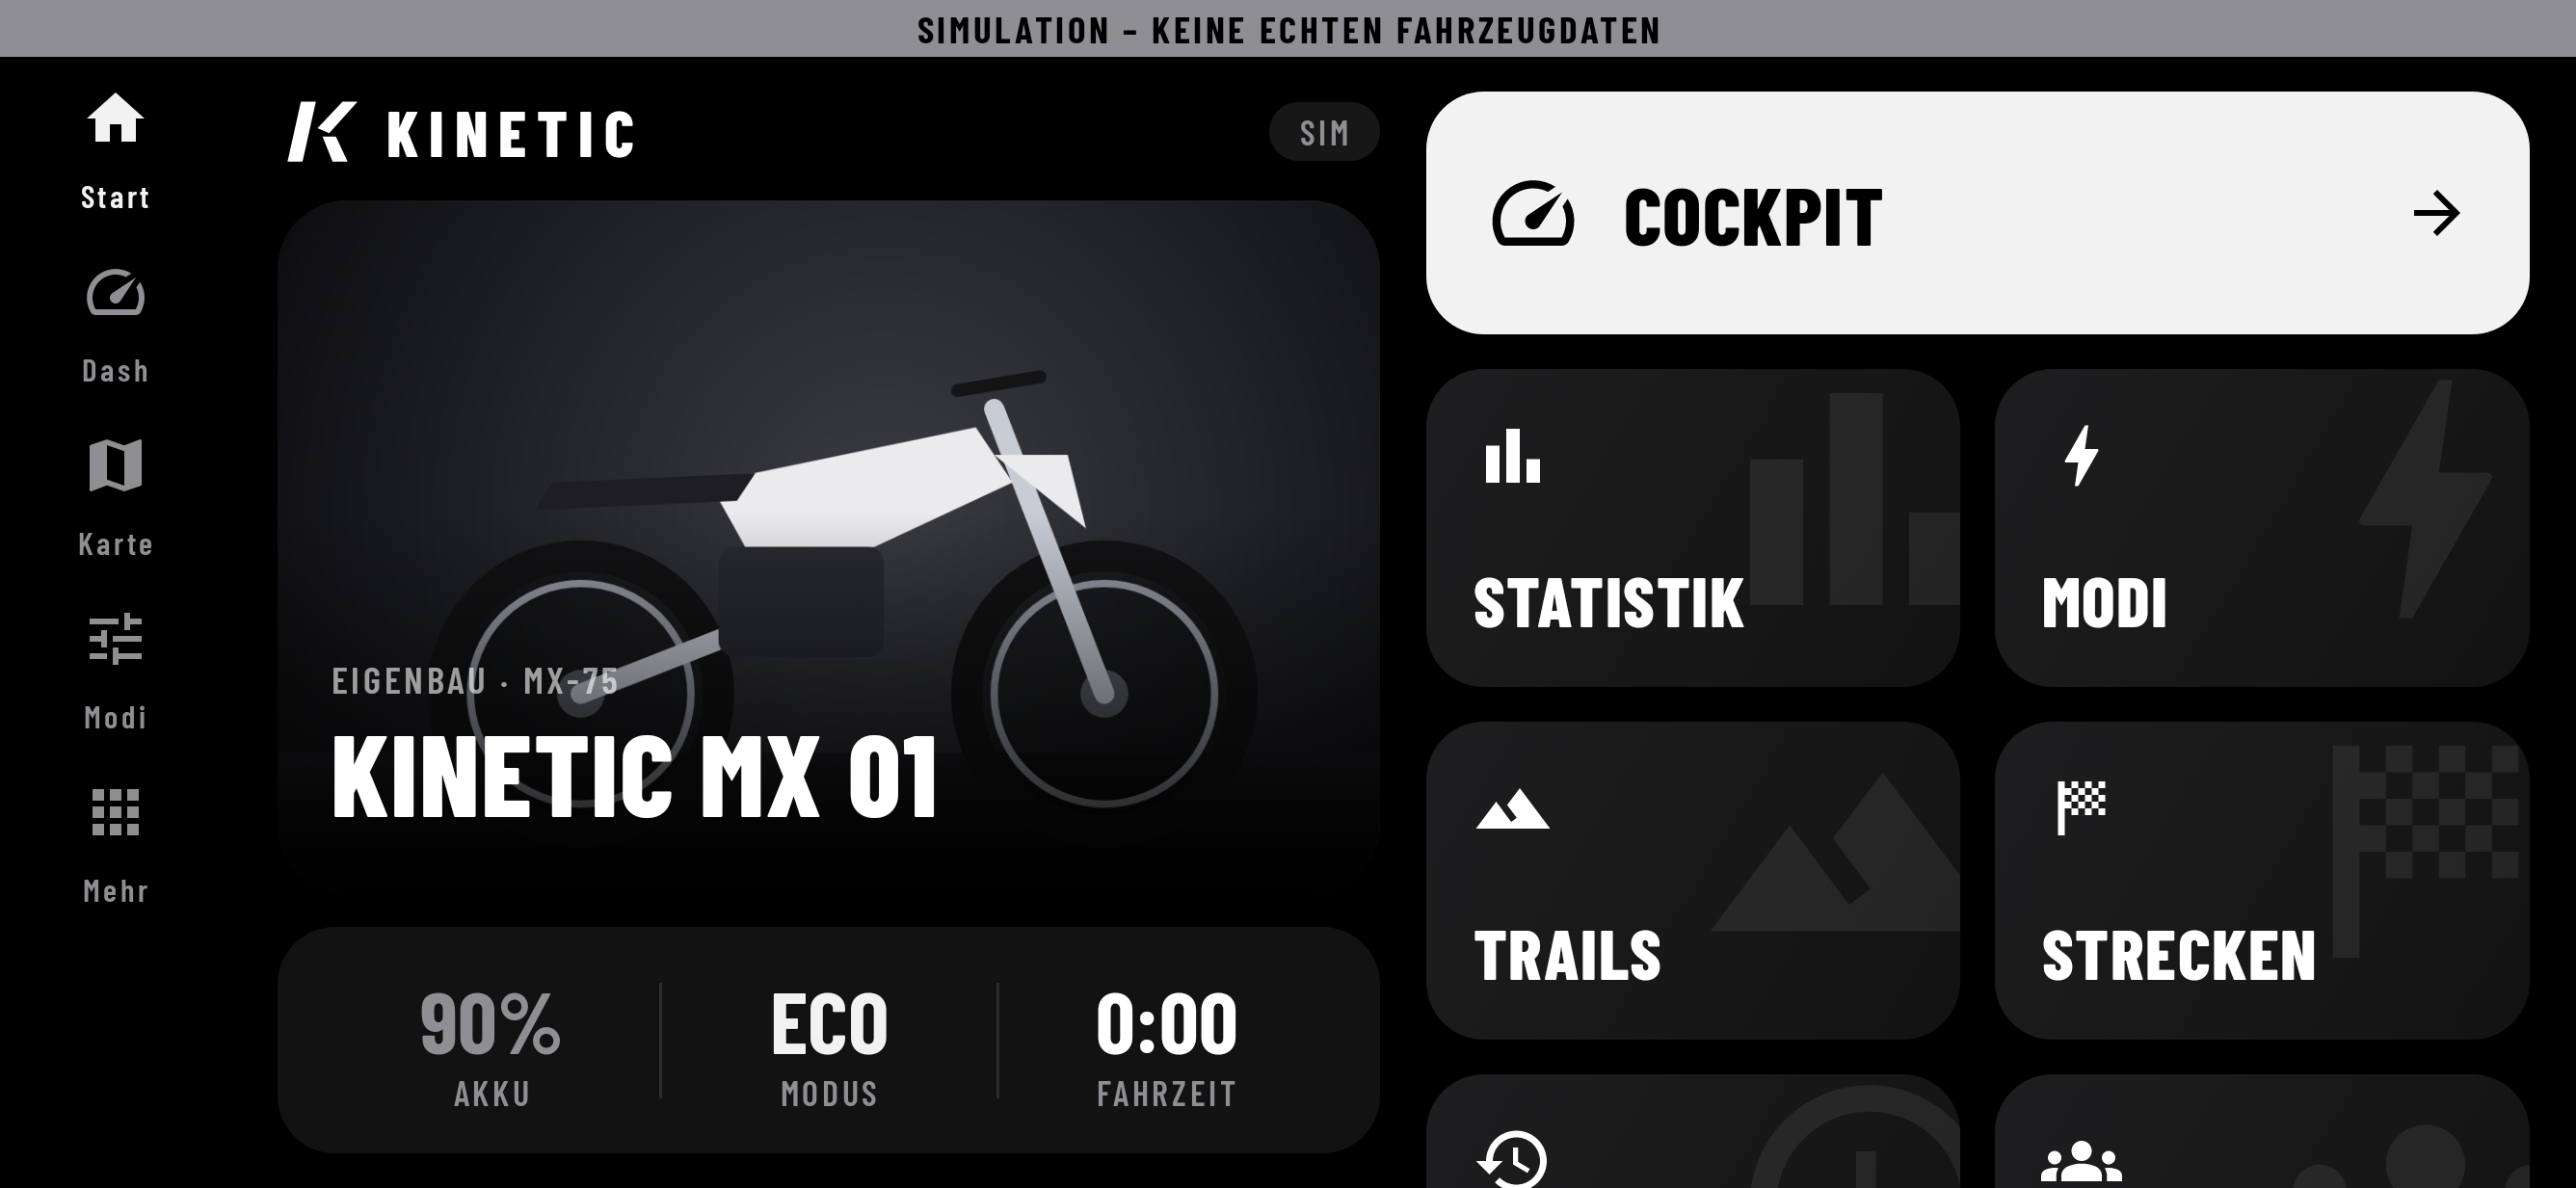 SIMULATION – KEINE ECHTEN FAHRZEUGDATEN
Start
Dash
Karte
Modi
Mehr
KINETIC
SIM
EIGENBAU · MX-75
KINETIC MX 01
90%
AKKU
ECO
MODUS
0:00
FAHRZEIT
COCKPIT
STATISTIK
MODI
TRAILS
STRECKEN